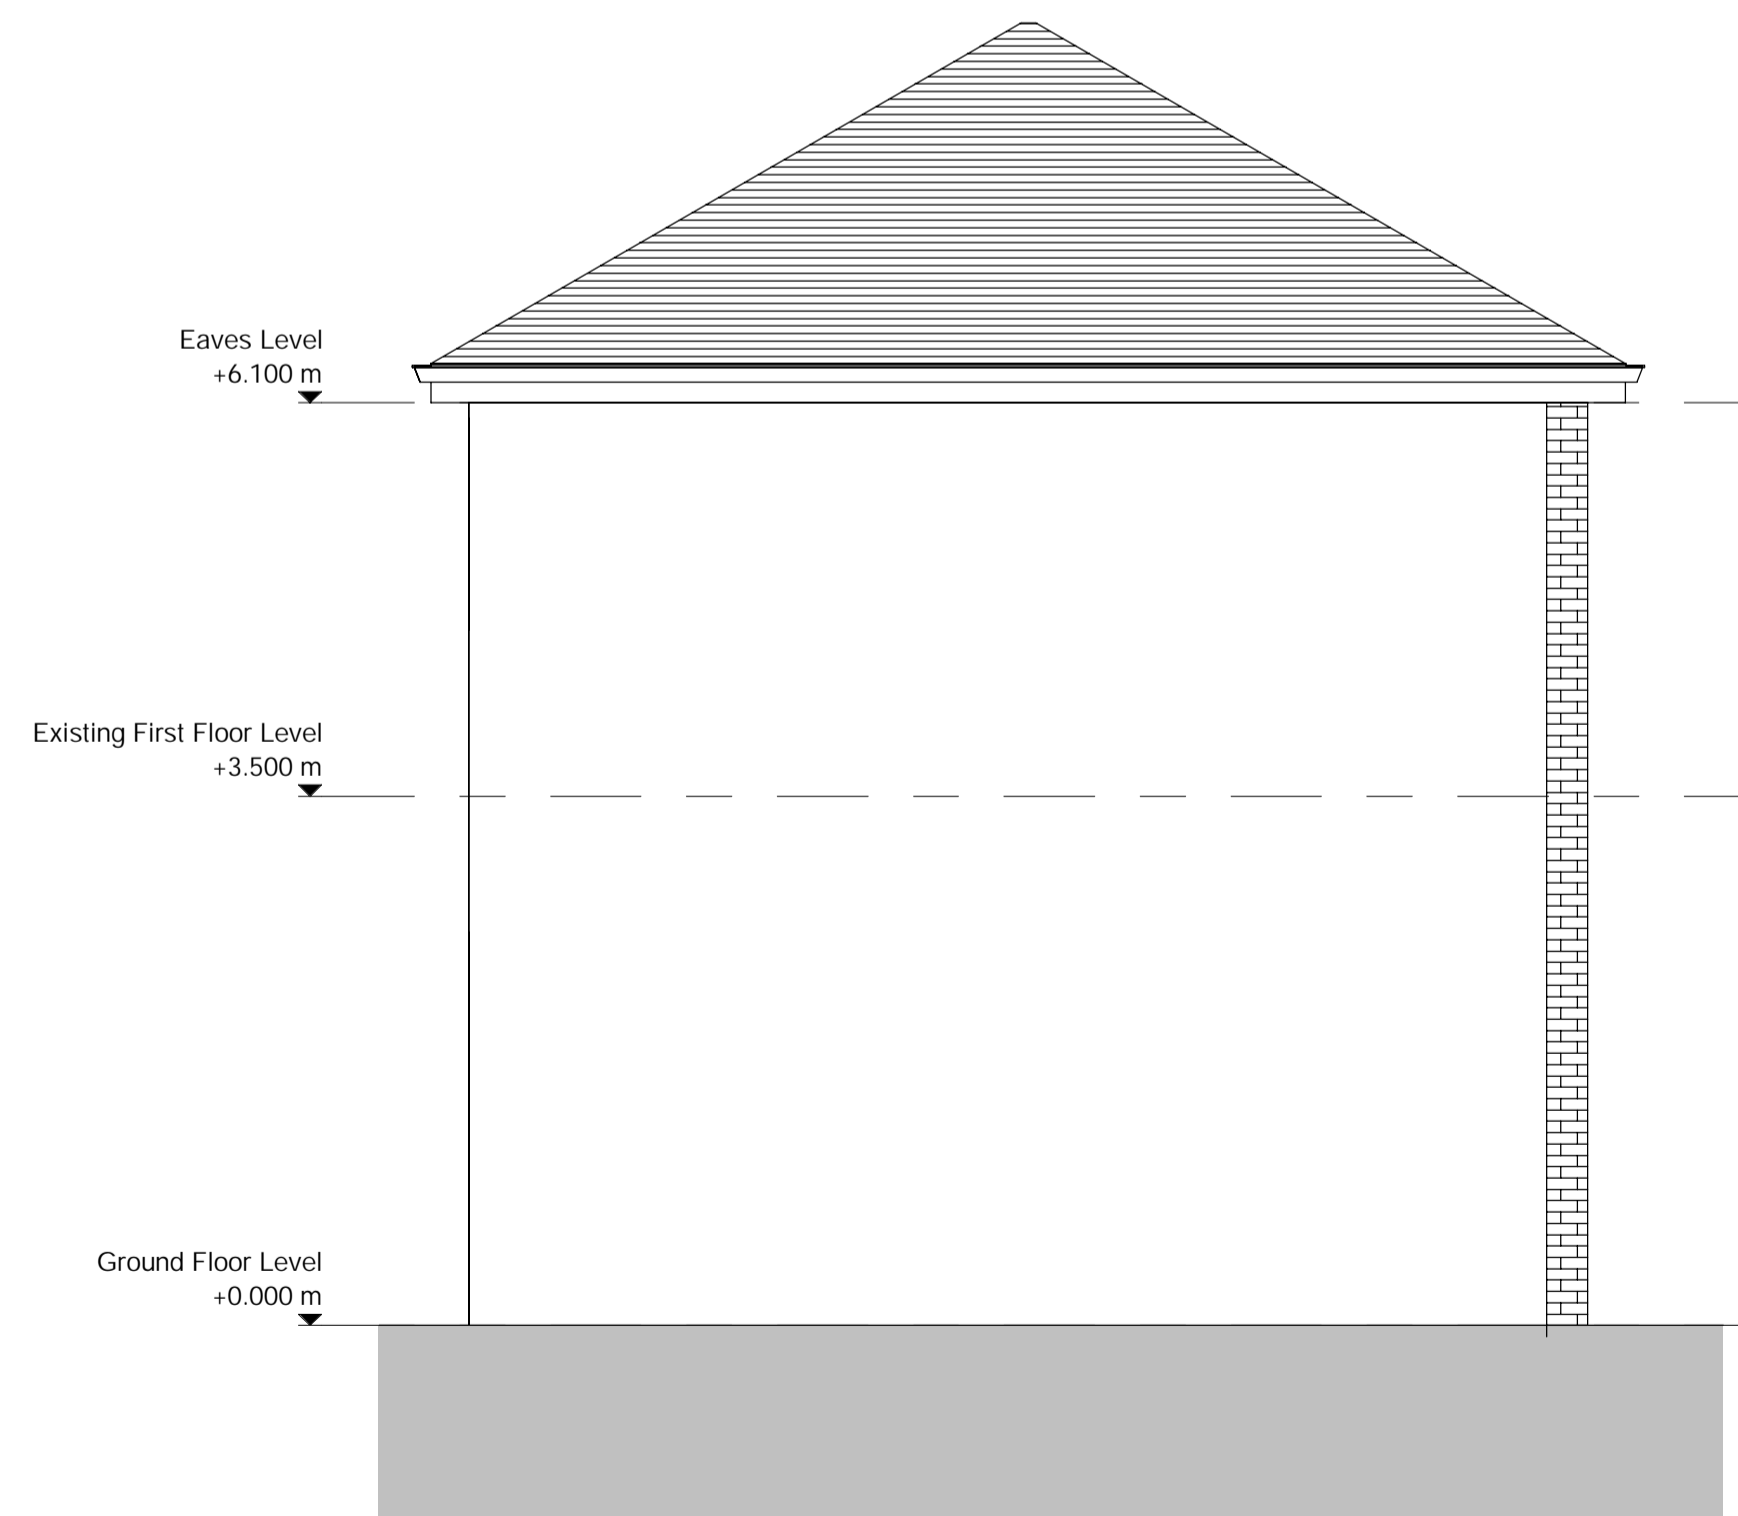 Eaves Level
+6.100 m
Existing First Floor Level
+3.500 m
Ground Floor Level
+0.000 m